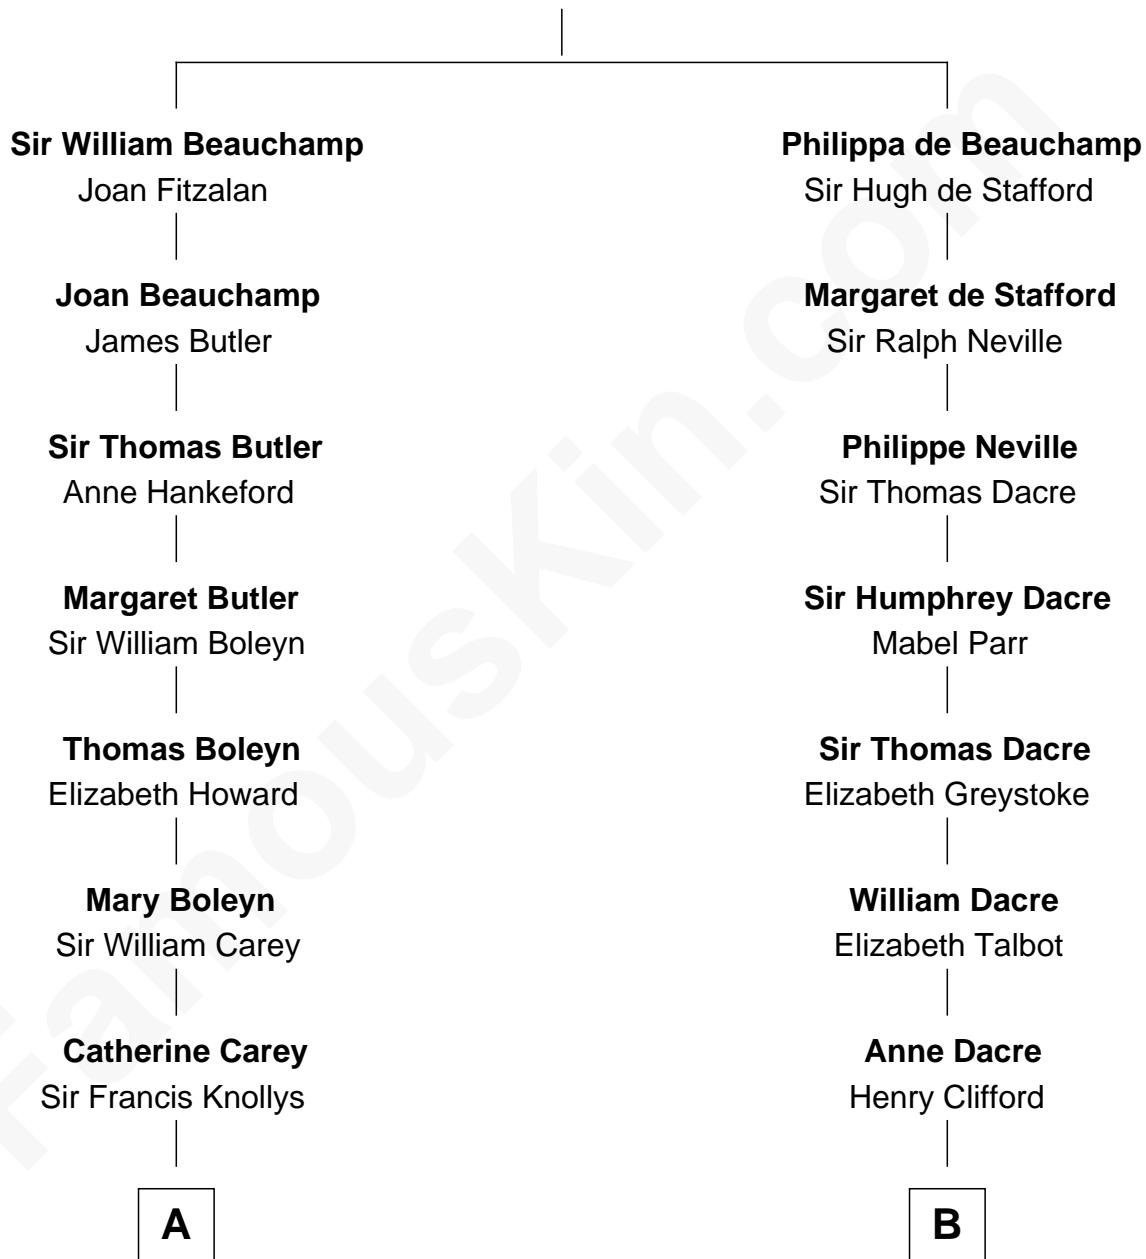 Sir William Beauchamp
Joan Fitzalan
Joan Beauchamp
James Butler
Sir Thomas Butler
Anne Hankeford
Margaret Butler
Sir William Boleyn
Thomas Boleyn
Elizabeth Howard
Mary Boleyn
Sir William Carey
Catherine Carey
Sir Francis Knollys
A
Philippa de Beauchamp
Sir Hugh de Stafford
Margaret de Stafford
Sir Ralph Neville
Philippe Neville
Sir Thomas Dacre
Sir Humphrey Dacre
Mabel Parr
Sir Thomas Dacre
Elizabeth Greystoke
William Dacre
Elizabeth Talbot
Anne Dacre
Henry Clifford
B
FamousKin.com